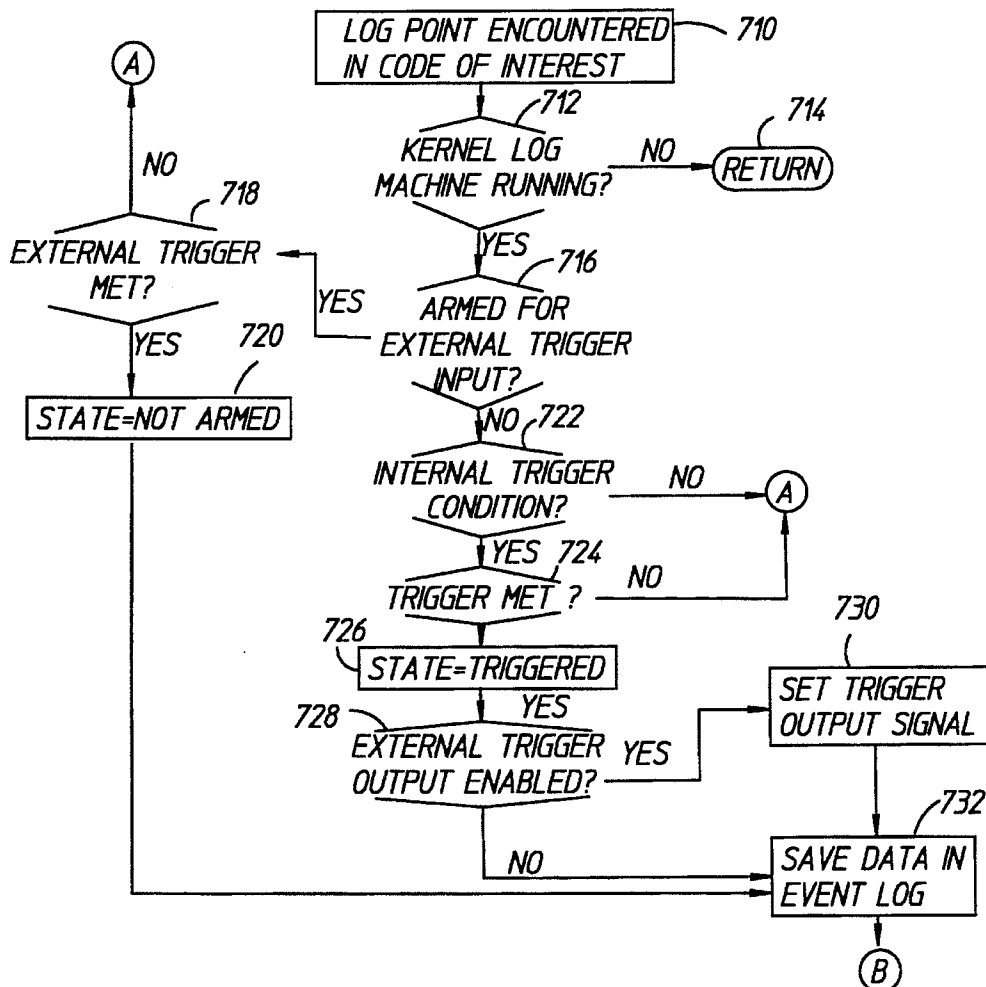 LOG POINT ENCOUNTERED
IN CODE OF INTEREST
710
A
712
KERNEL LOG
MACHINE RUNNING?
NO
714
RETURN
YES
NO
718
EXTERNAL TRIGGER
MET?
YES
716
ARMED FOR
EXTERNAL TRIGGER
INPUT?
YES
720
STATE=NOT ARMED
NO
722
INTERNAL TRIGGER
CONDITION?
NO
A
YES
724
TRIGGER MET ?
NO
726
STATE=TRIGGERED
YES
728
EXTERNAL TRIGGER
OUTPUT ENABLED?
YES
730
SET TRIGGER
OUTPUT SIGNAL
NO
732
SAVE DATA IN
EVENT LOG
B